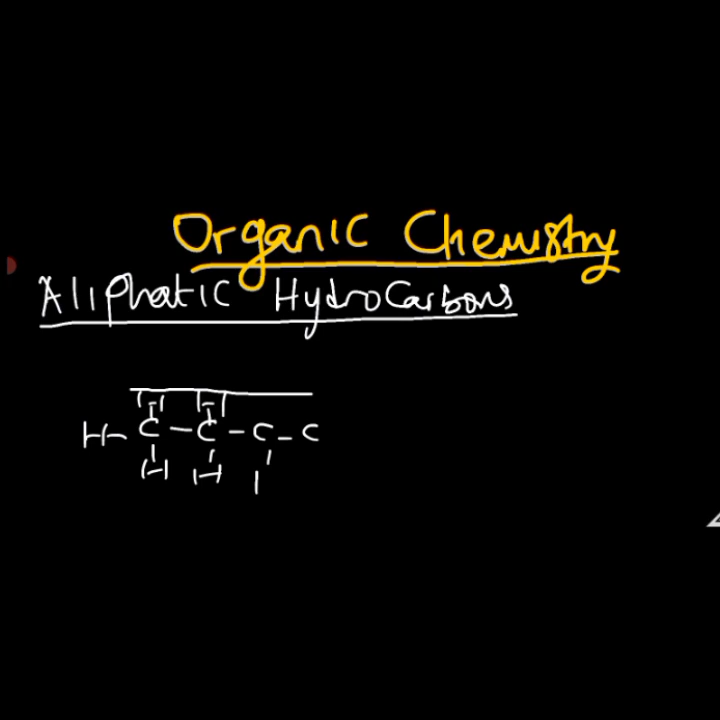 Organic Chemistry
Aliphatic HydroCarbons
H H
H-C-C-C-C
H H